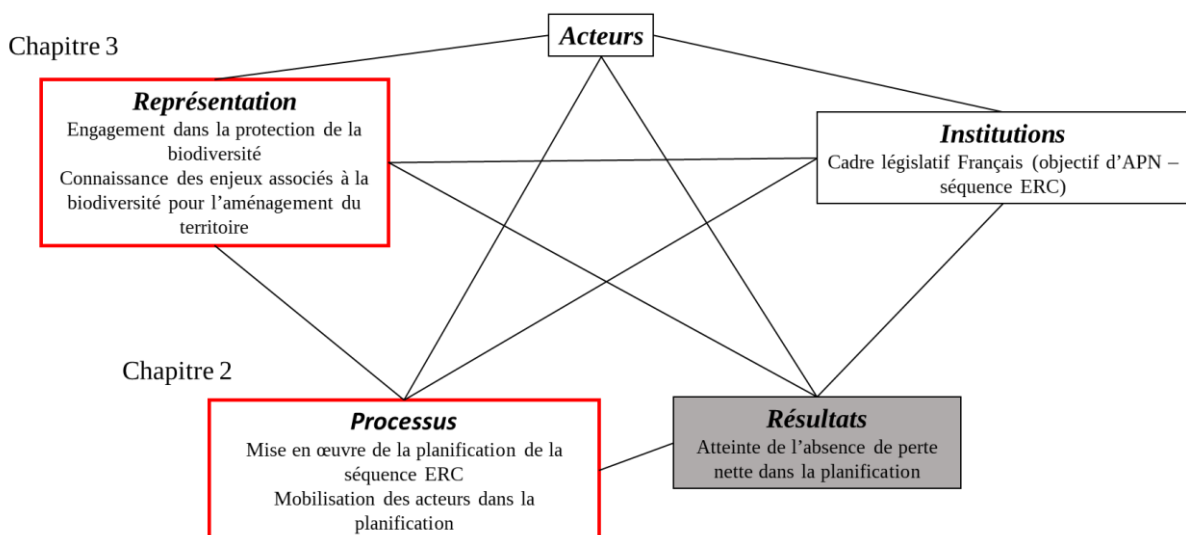 Chapitre 3
Acteurs
Représentation
Engagement dans la protection de la
biodiversité
Connaissance des enjeux associés à la
biodiversité pour l’aménagement du
territoire
Institutions
Cadre législatif Français (objectif d’APN –
séquence ERC)
Chapitre 2
Processus
Mise en œuvre de la planification de la
séquence ERC
Mobilisation des acteurs dans la
planification
Résultats
Atteinte de l’absence de perte
nette dans la planification